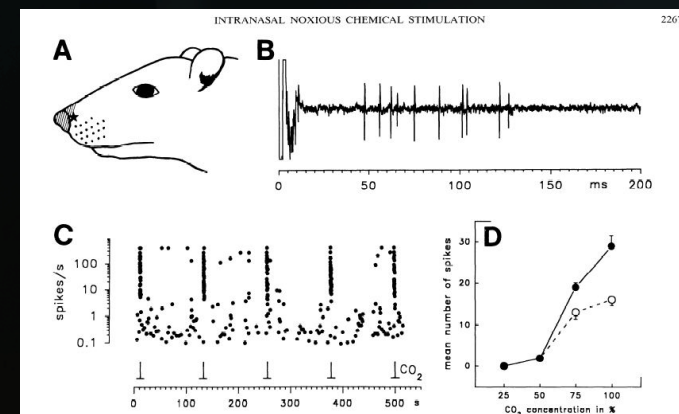 INTRANASAL NOXIOUS CHEMICAL STIMULATION 2267
A
B
0 50 100 150 ms 200
C
spikes/s
100
10
1
0.1
CO2
0 100 200 300 400 500 s
D
mean number of spikes
30
20
10
0
25 50 75 100
CO2 concentration in %